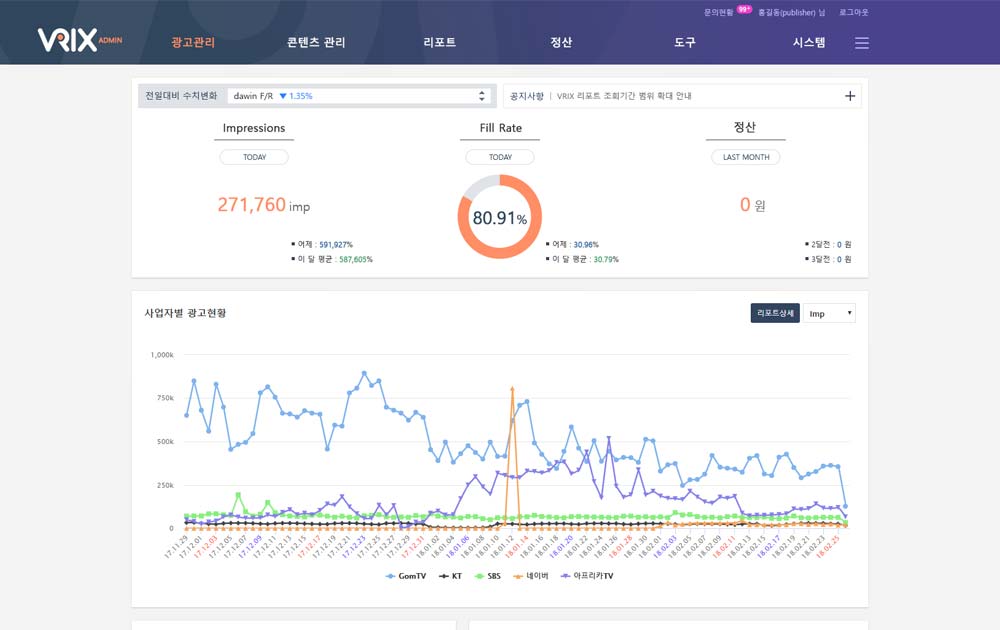 문의현황 99+ 홍길동(publisher) 님 로그아웃
VRIX ADMIN 광고관리 콘텐츠 관리 리포트 정산 도구 시스템
전일대비 수치변화 dawin F/R ▼ 1.35%
공지사항 | VRIX 리포트 조회기간 범위 확대 안내 +
Impressions
TODAY
271,760 imp
어제 : 591,927%
이 달 평균 : 587,605%
Fill Rate
TODAY
80.91%
어제 : 30.96%
이 달 평균 : 30.79%
정산
LAST MONTH
0 원
2달전 : 0 원
3달전 : 0 원
사업자별 광고현황
리포트상세 Imp
1,000k
750k
500k
250k
0
17.11.29 17.12.01 17.12.03 17.12.05 17.12.07 17.12.09 17.12.11 17.12.13 17.12.15 17.12.17 17.12.19 17.12.21 17.12.23 17.12.25 17.12.27 17.12.29 17.12.31 18.01.02 18.01.04 18.01.06 18.01.08 18.01.10 18.01.12 18.01.14 18.01.16 18.01.18 18.01.20 18.01.22 18.01.24 18.01.26 18.01.28 18.01.30 18.02.01 18.02.03 18.02.05 18.02.07 18.02.09 18.02.11 18.02.13 18.02.15 18.02.17 18.02.19 18.02.21 18.02.23 18.02.25
GomTV KT SBS 네이버 아프리카TV